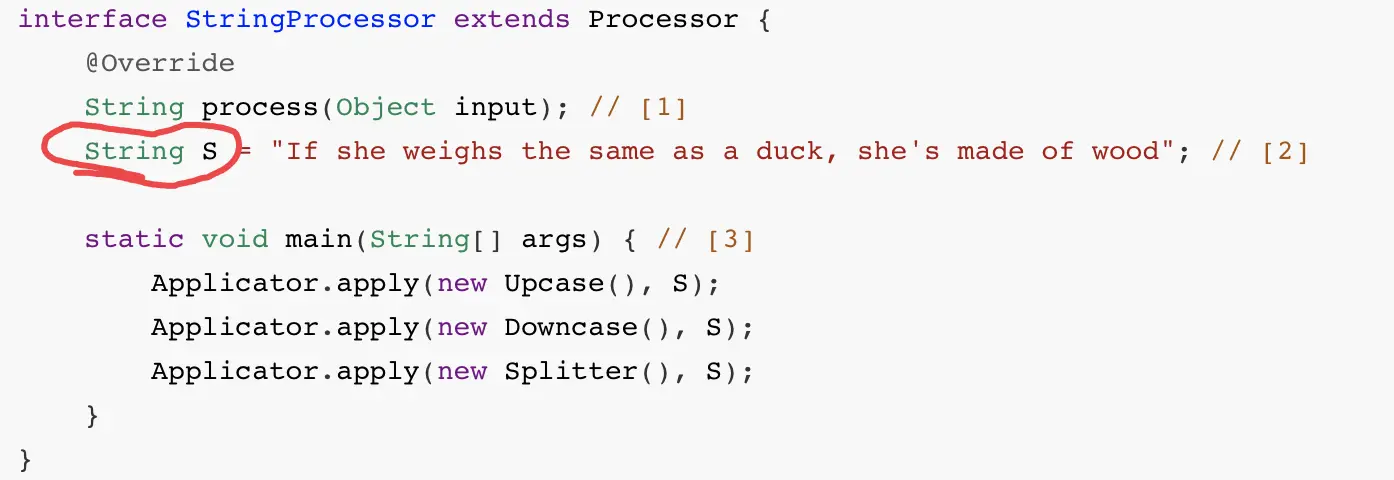 interface StringProcessor extends Processor {
@Override
String process(Object input); // [1]
String S = "If she weighs the same as a duck, she's made of wood"; // [2]
static void main(String[] args) { // [3]
Applicator.apply(new Upcase(), S);
Applicator.apply(new Downcase(), S);
Applicator.apply(new Splitter(), S);
}
}